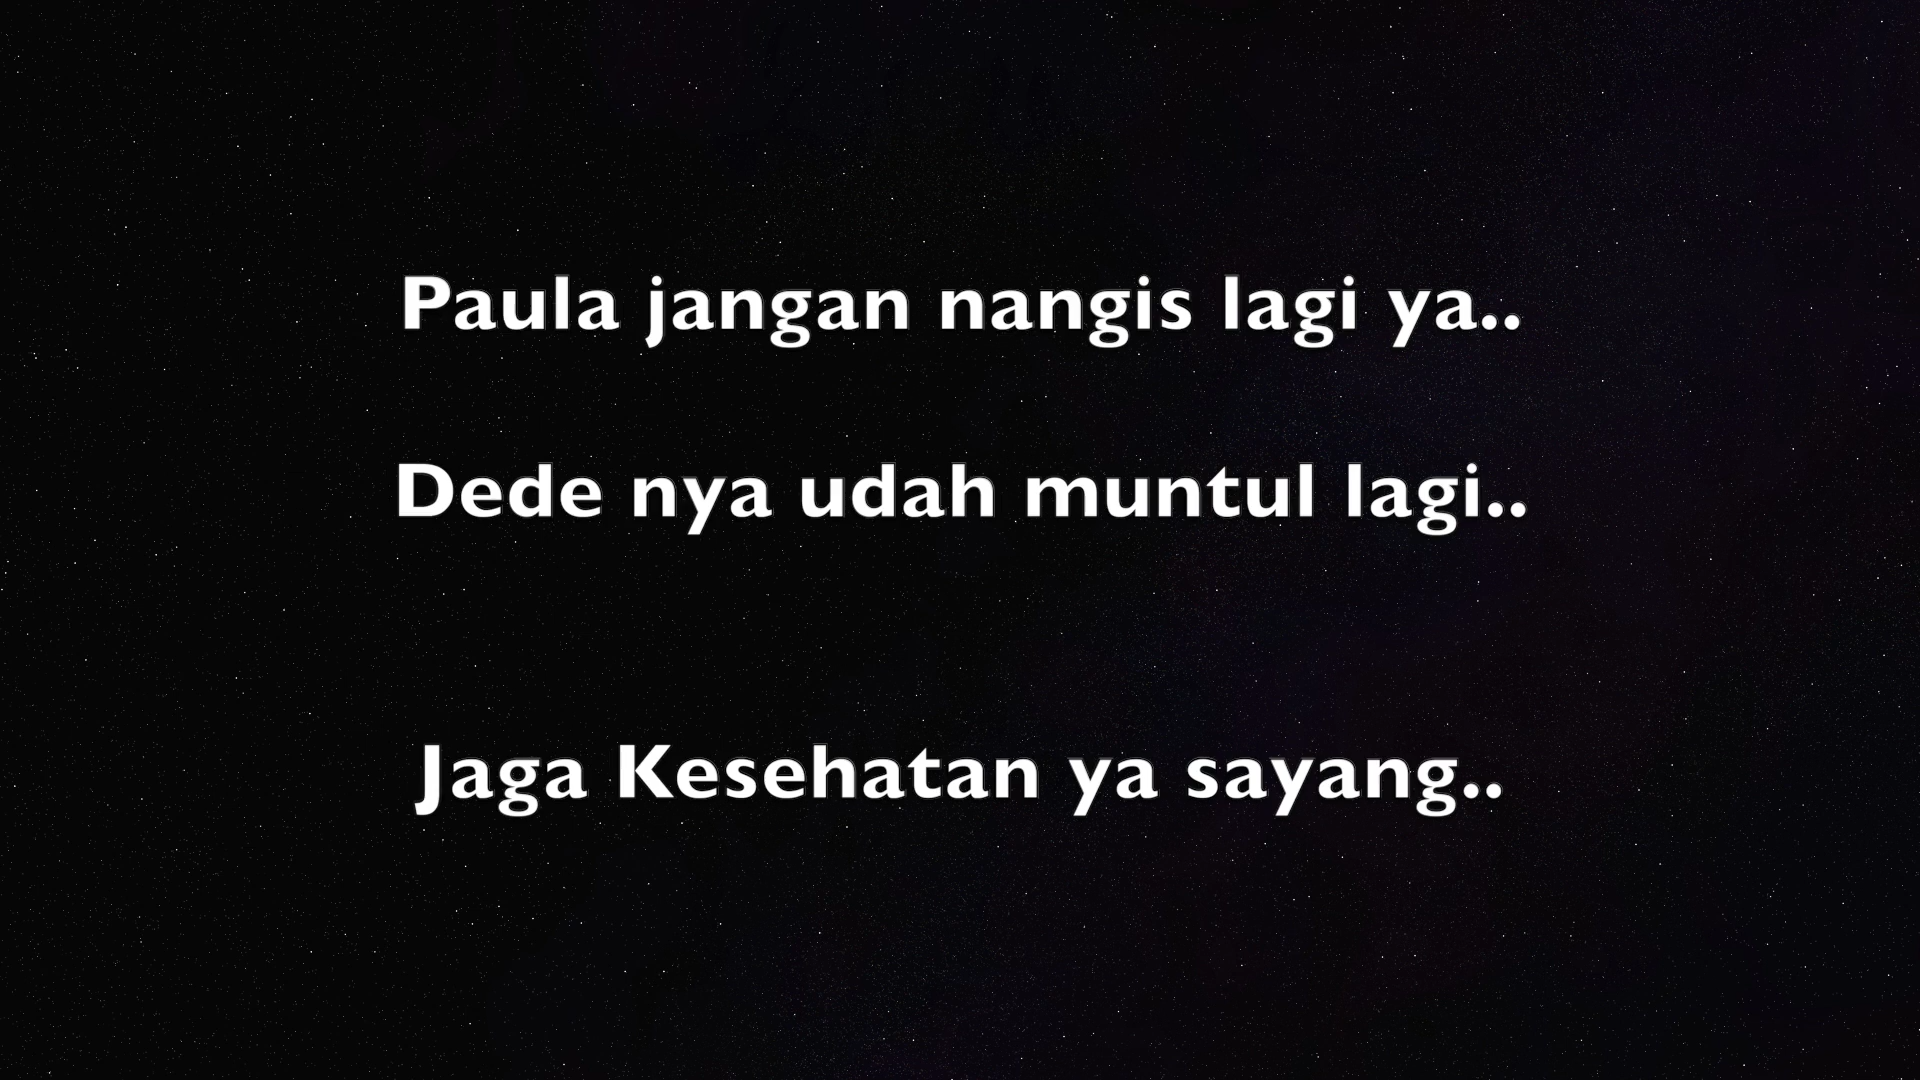 Paula jangan nangis lagi ya..
Dede nya udah muntul lagi..
Jaga Kesehatan ya sayang..